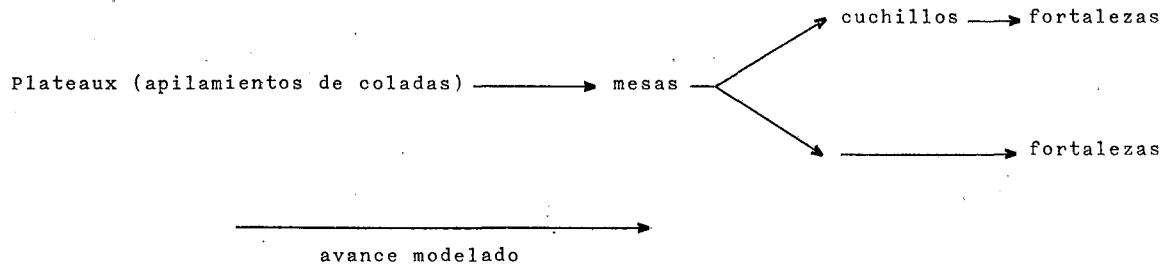 cuchillos fortalezas
Plateaux (apilamientos de coladas) mesas
fortalezas
avance modelado